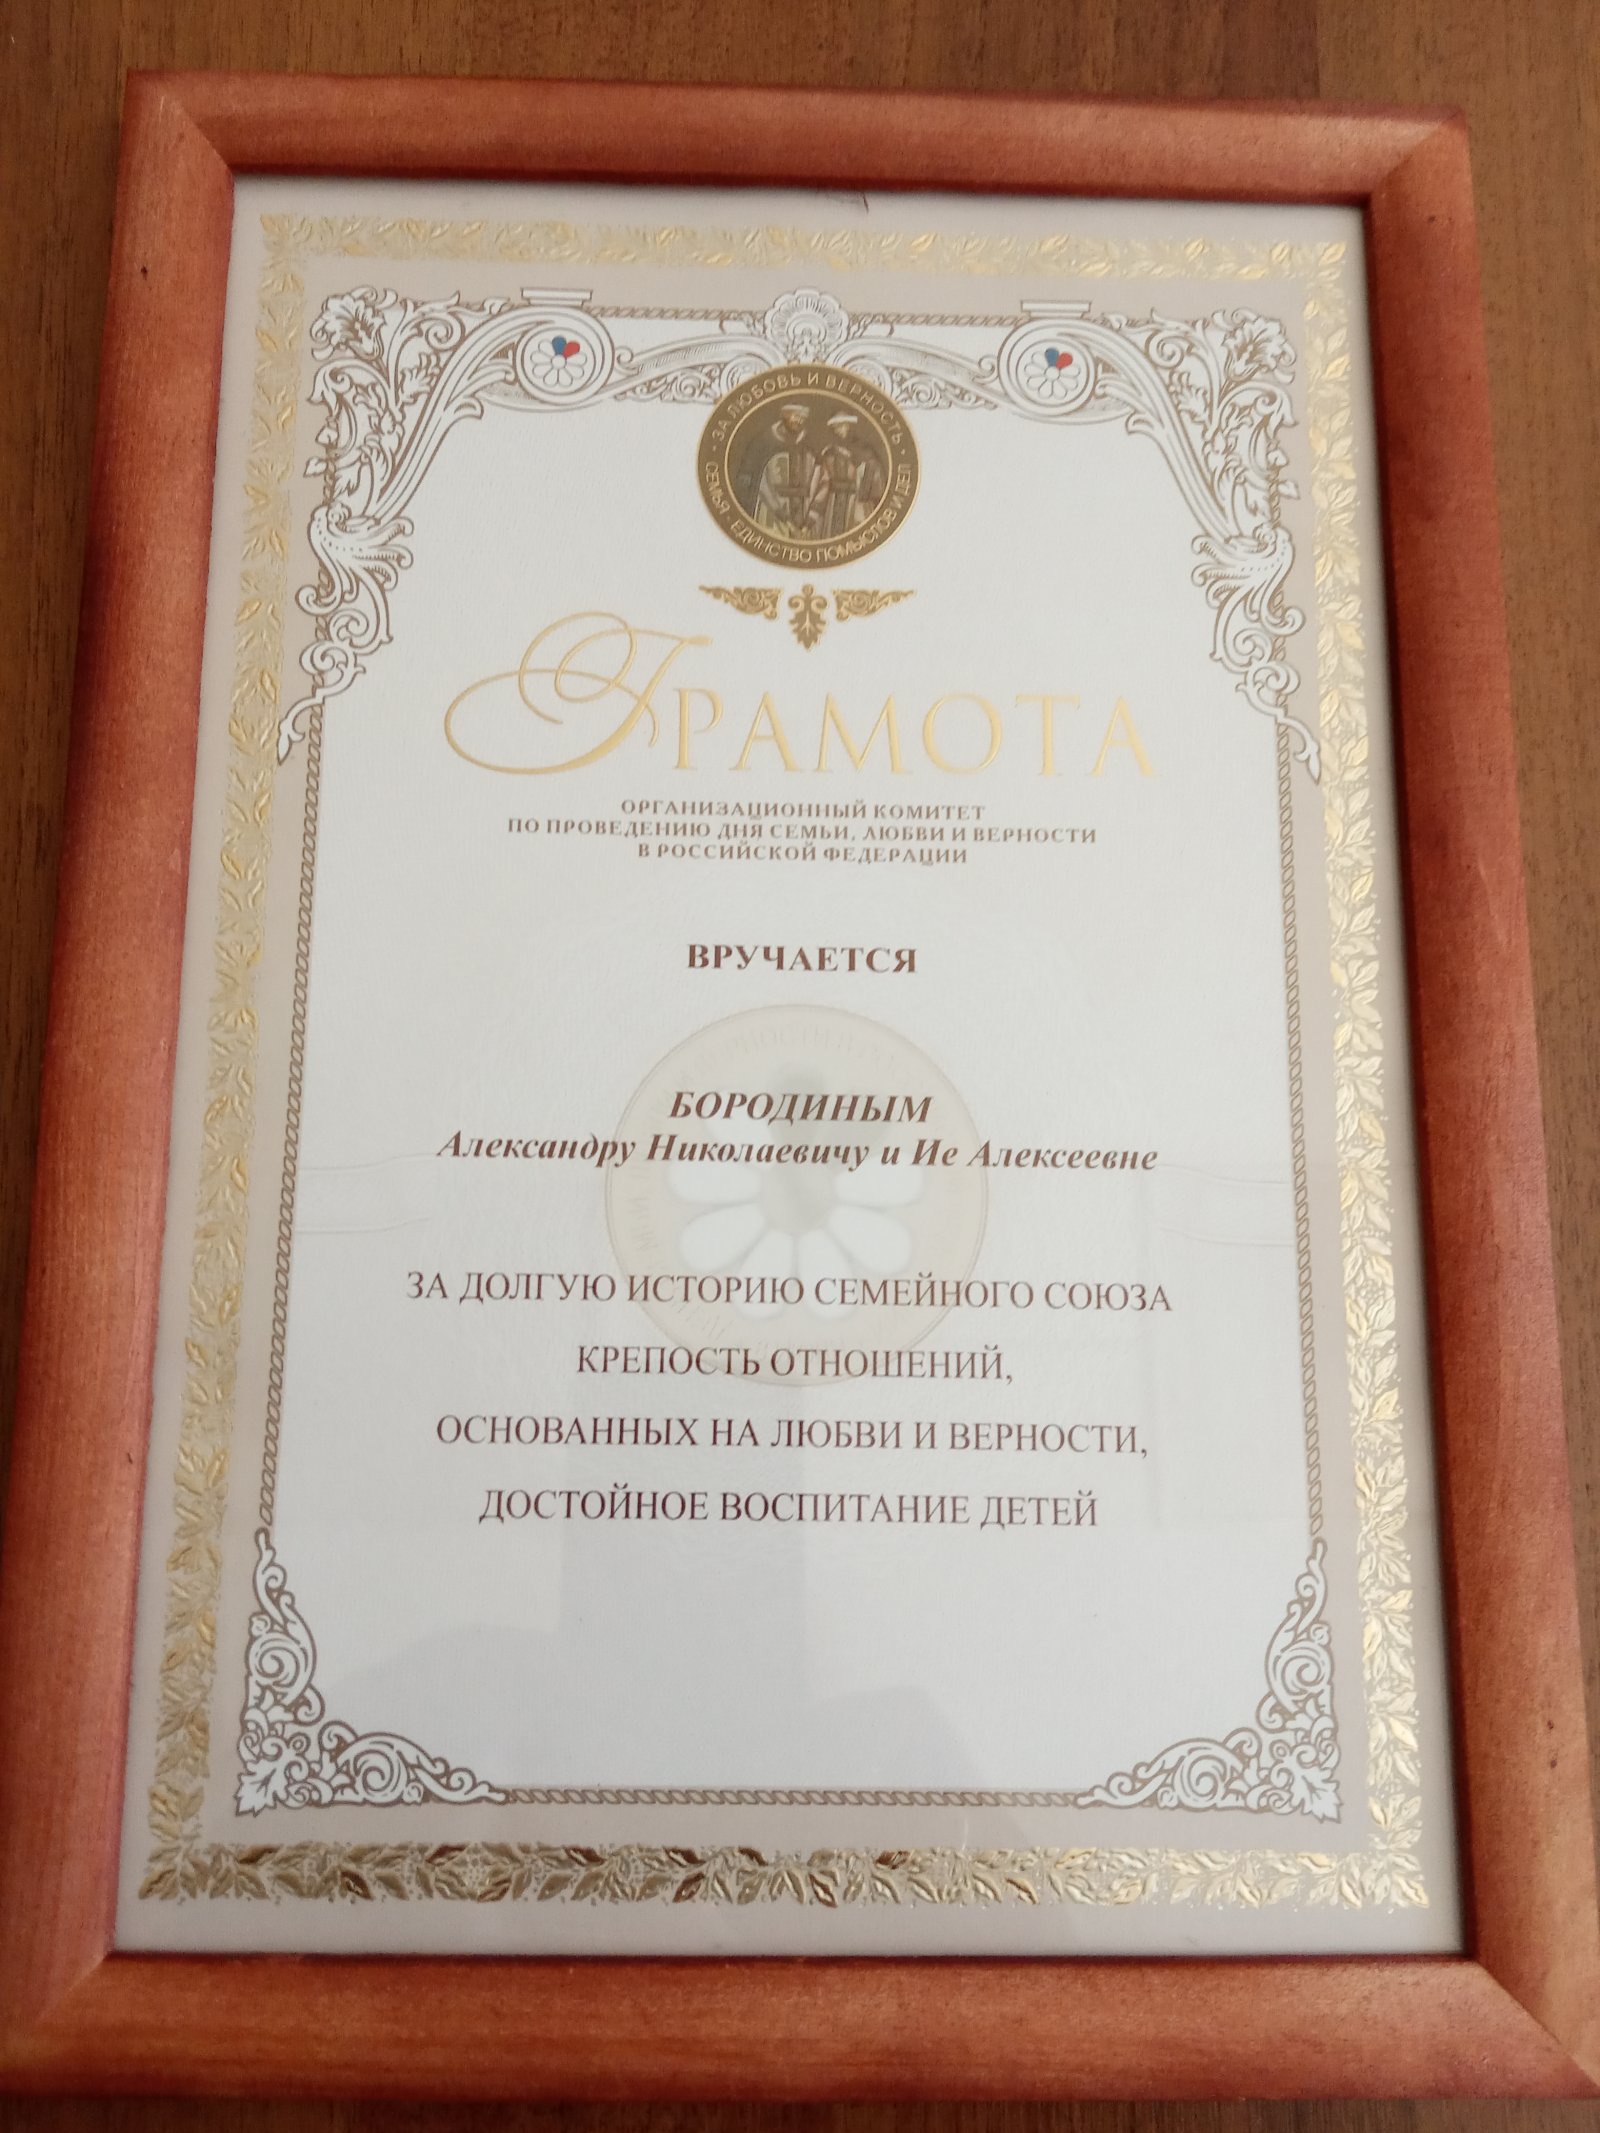 · ЗА ЛЮБОВЬ И ВЕРНОСТЬ ·
СЕМЬЯ - ЕДИНСТВО ПОМЫСЛОВ И ДЕЛ
ГРАМОТА
ОРГАНИЗАЦИОННЫЙ КОМИТЕТ
ПО ПРОВЕДЕНИЮ ДНЯ СЕМЬИ, ЛЮБВИ И ВЕРНОСТИ
В РОССИЙСКОЙ ФЕДЕРАЦИИ
ВРУЧАЕТСЯ
БОРОДИНЫМ
Александру Николаевичу и Ие Алексеевне
ЗА ДОЛГУЮ ИСТОРИЮ СЕМЕЙНОГО СОЮЗА
КРЕПОСТЬ ОТНОШЕНИЙ,
ОСНОВАННЫХ НА ЛЮБВИ И ВЕРНОСТИ,
ДОСТОЙНОЕ ВОСПИТАНИЕ ДЕТЕЙ